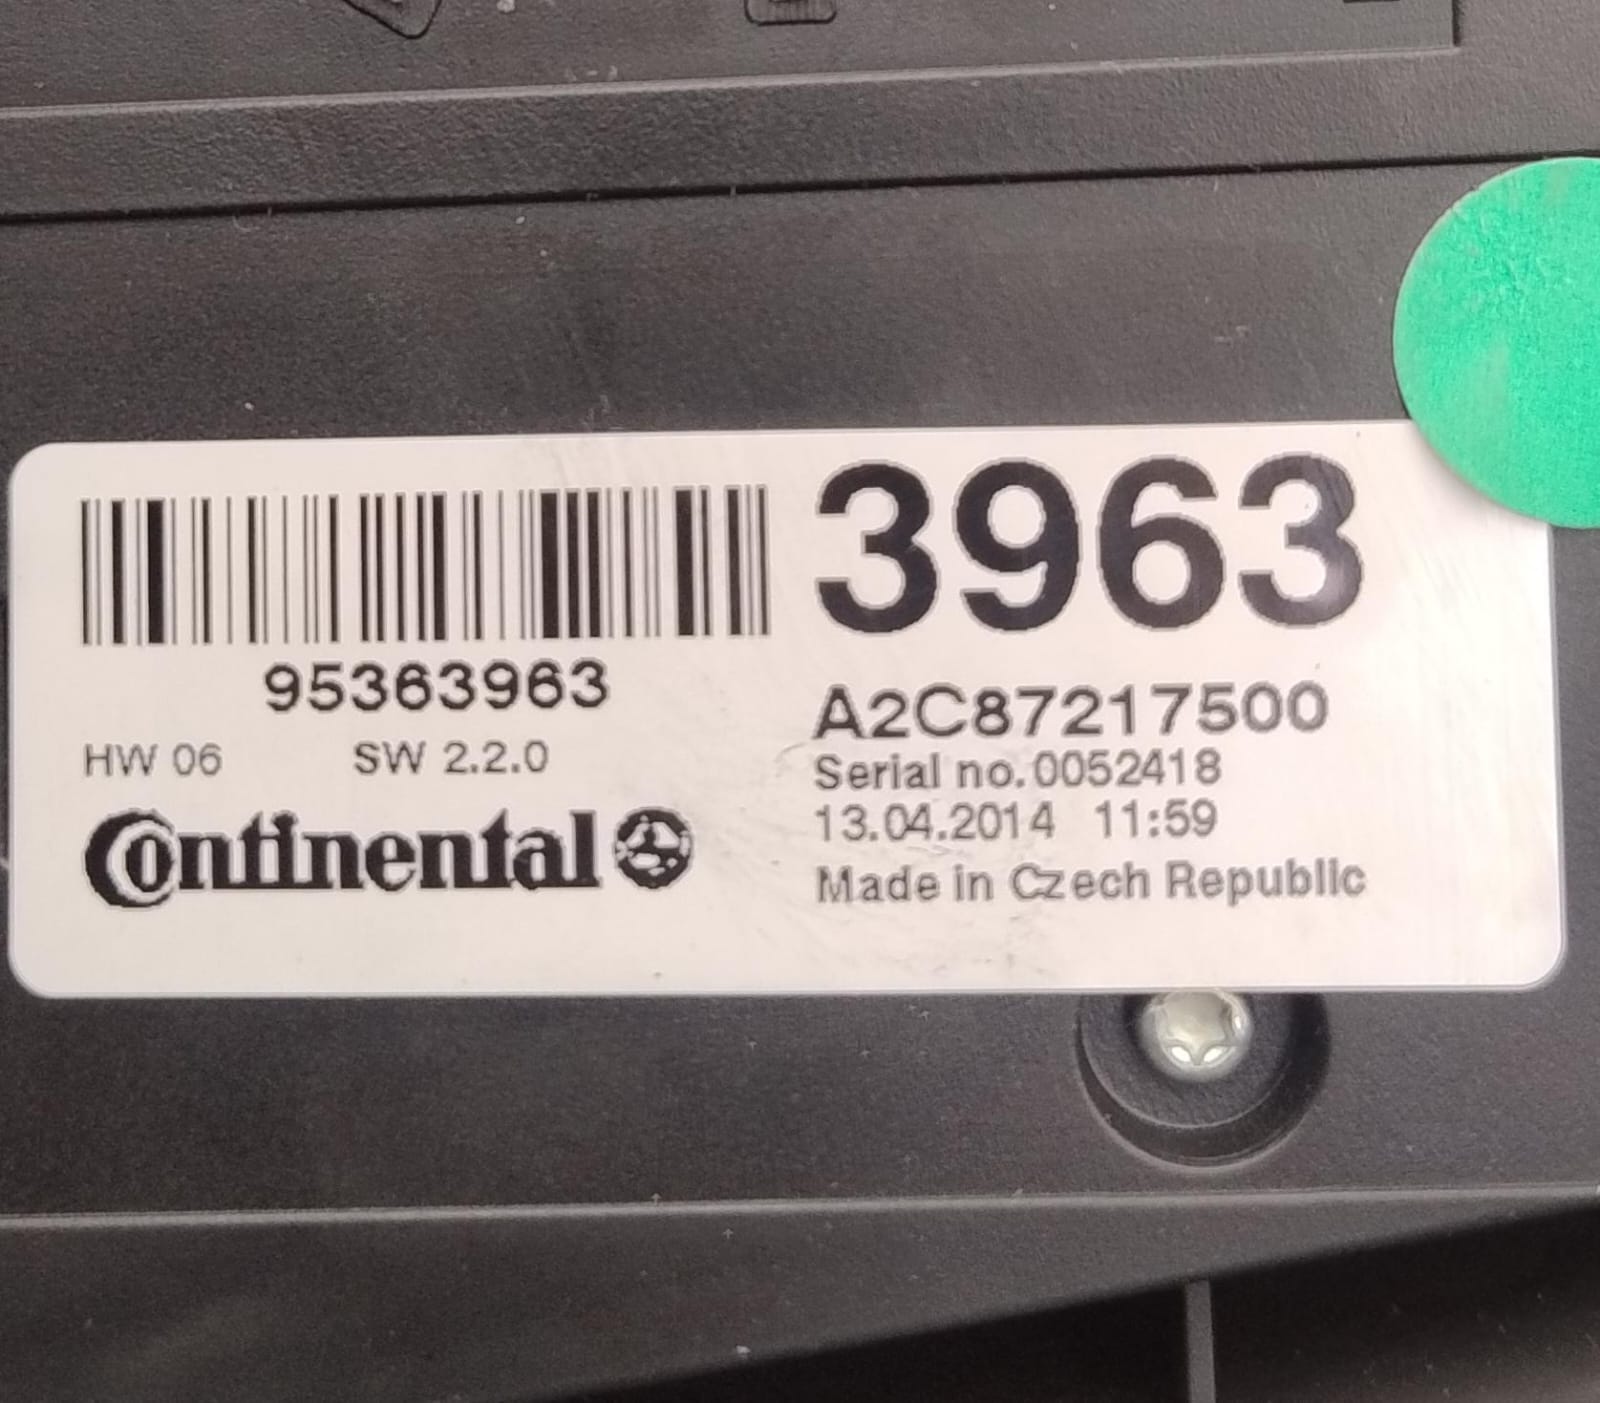 3963
95363963
HW 06 SW 2.2.0
Continental
A2C87217500
Serial no.0052418
13.04.2014 11:59
Made in Czech Republic